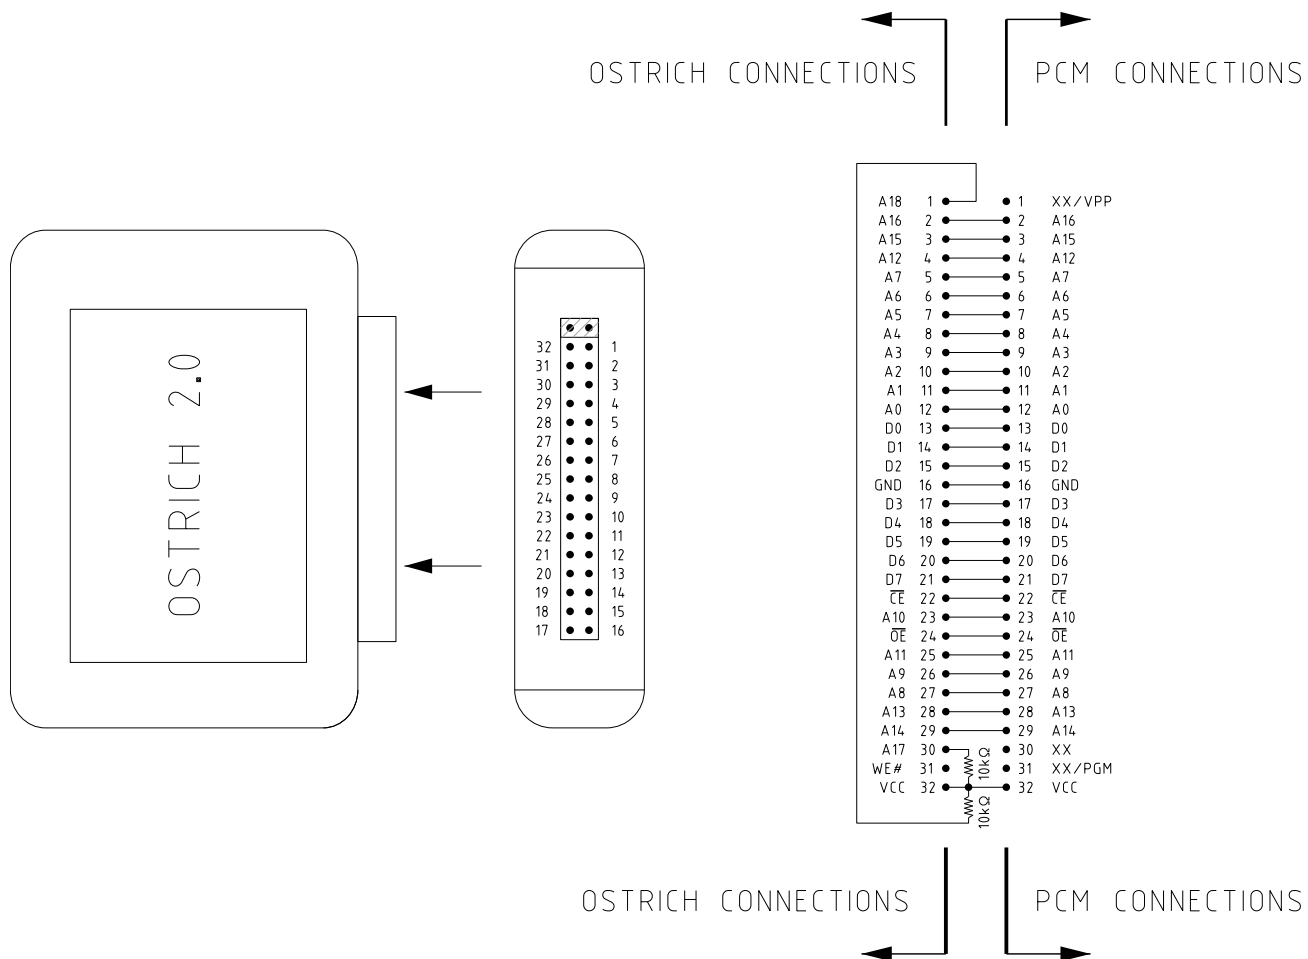 OSTRICH CONNECTIONS PCM CONNECTIONS
OSTRICH 2.0
32 1
31 2
30 3
29 4
28 5
27 6
26 7
25 8
24 9
23 10
22 11
21 12
20 13
19 14
18 15
17 16
A18 1 1 XX/VPP
A16 2 2 A16
A15 3 3 A15
A12 4 4 A12
A7 5 5 A7
A6 6 6 A6
A5 7 7 A5
A4 8 8 A4
A3 9 9 A3
A2 10 10 A2
A1 11 11 A1
A0 12 12 A0
D0 13 13 D0
D1 14 14 D1
D2 15 15 D2
GND 16 16 GND
D3 17 17 D3
D4 18 18 D4
D5 19 19 D5
D6 20 20 D6
D7 21 21 D7
C̅E̅ 22 22 C̅E̅
A10 23 23 A10
O̅E̅ 24 24 O̅E̅
A11 25 25 A11
A9 26 26 A9
A8 27 27 A8
A13 28 28 A13
A14 29 29 A14
A17 30 30 XX
10kΩ
WE# 31 31 XX/PGM
VCC 32 32 VCC
10kΩ
OSTRICH CONNECTIONS PCM CONNECTIONS